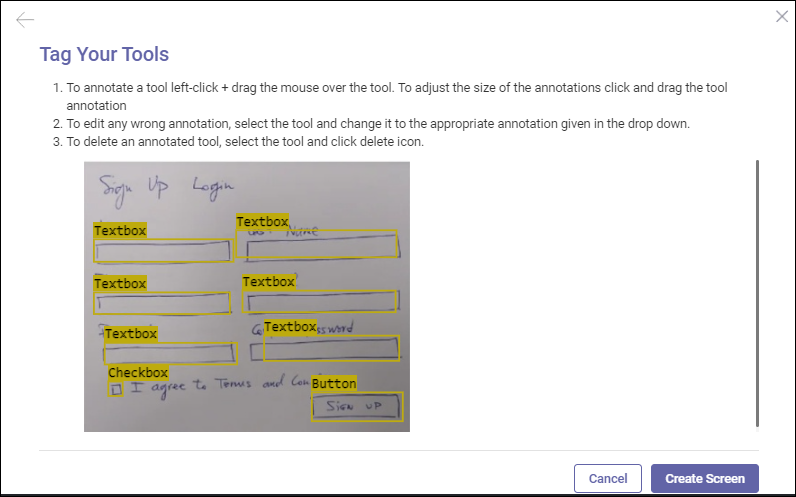 Tag Your Tools
1. To annotate a tool left-click + drag the mouse over the tool. To adjust the size of the annotations click and drag the tool
annotation
2. To edit any wrong annotation, select the tool and change it to the appropriate annotation given in the drop down.
3. To delete an annotated tool, select the tool and click delete icon.
Sign Up Login
Textbox Textbox
Name
Textbox Textbox
Textbox Textbox
Checkbox
I agree to Terms and Button
SIGN UP
Cancel Create Screen